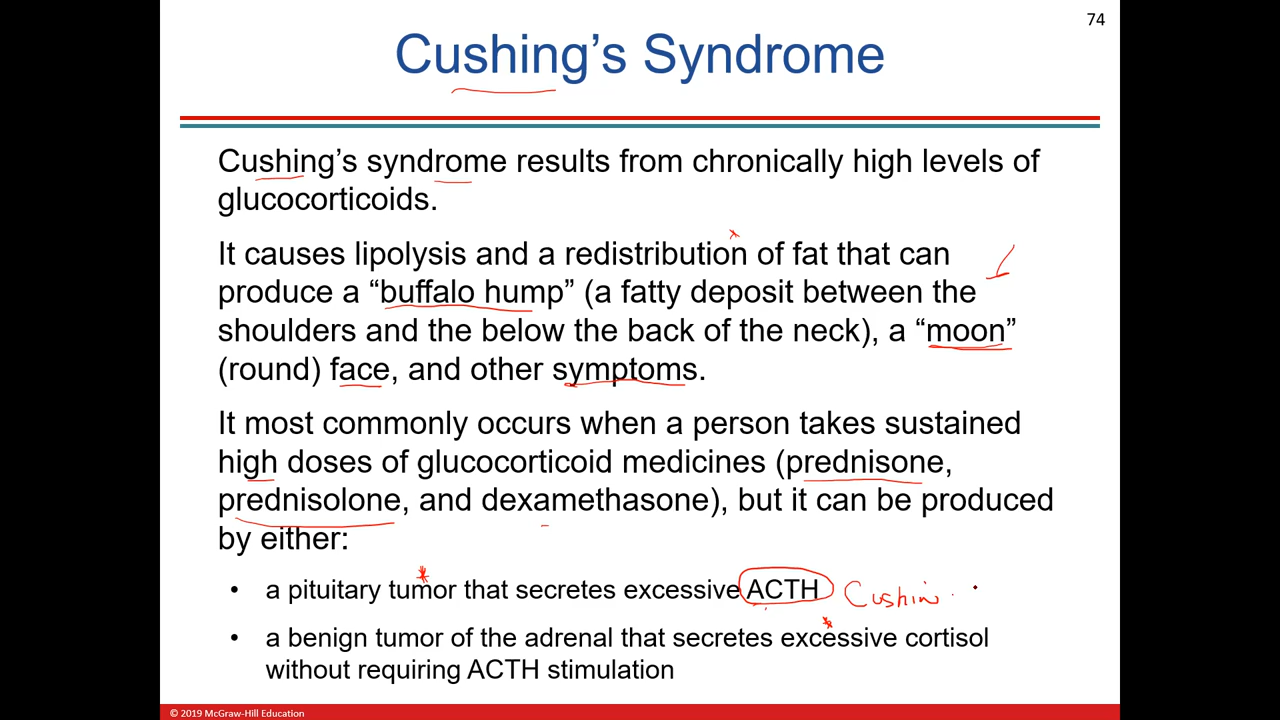 74
Cushing’s Syndrome
Cushing’s syndrome results from chronically high levels of
glucocorticoids.
It causes lipolysis and a redistribution of fat that can
produce a “buffalo hump” (a fatty deposit between the
shoulders and the below the back of the neck), a “moon”
(round) face, and other symptoms.
It most commonly occurs when a person takes sustained
high doses of glucocorticoid medicines (prednisone,
prednisolone, and dexamethasone), but it can be produced
by either:
• a pituitary tumor that secretes excessive ACTH Cushin
• a benign tumor of the adrenal that secretes excessive cortisol
without requiring ACTH stimulation
© 2019 McGraw-Hill Education